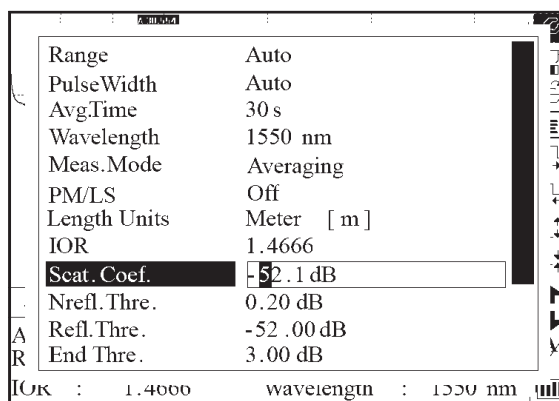 Range Auto
PulseWidth Auto
Avg.Time 30 s
Wavelength 1550 nm
Meas.Mode Averaging
PM/LS Off
Length Units Meter [ m ]
IOR 1.4666
Scat. Coef. -52.1 dB
Nrefl.Thre. 0.20 dB
Refl.Thre. -52 .00 dB
End Thre. 3.00 dB
A
R
IOR : 1.4666 wavelength : 1550 nm